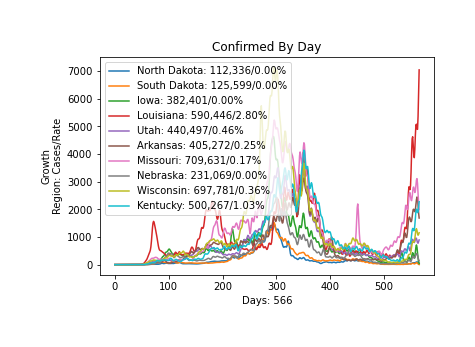 Confirmed By Day
Growth
Region: Cases/Rate
7000
6000
5000
4000
3000
2000
1000
0
North Dakota: 112,336/0.00%
South Dakota: 125,599/0.00%
Iowa: 382,401/0.00%
Louisiana: 590,446/2.80%
Utah: 440,497/0.46%
Arkansas: 405,272/0.25%
Missouri: 709,631/0.17%
Nebraska: 231,069/0.00%
Wisconsin: 697,781/0.36%
Kentucky: 500,267/1.03%
0 100 200 300 400 500
Days: 566